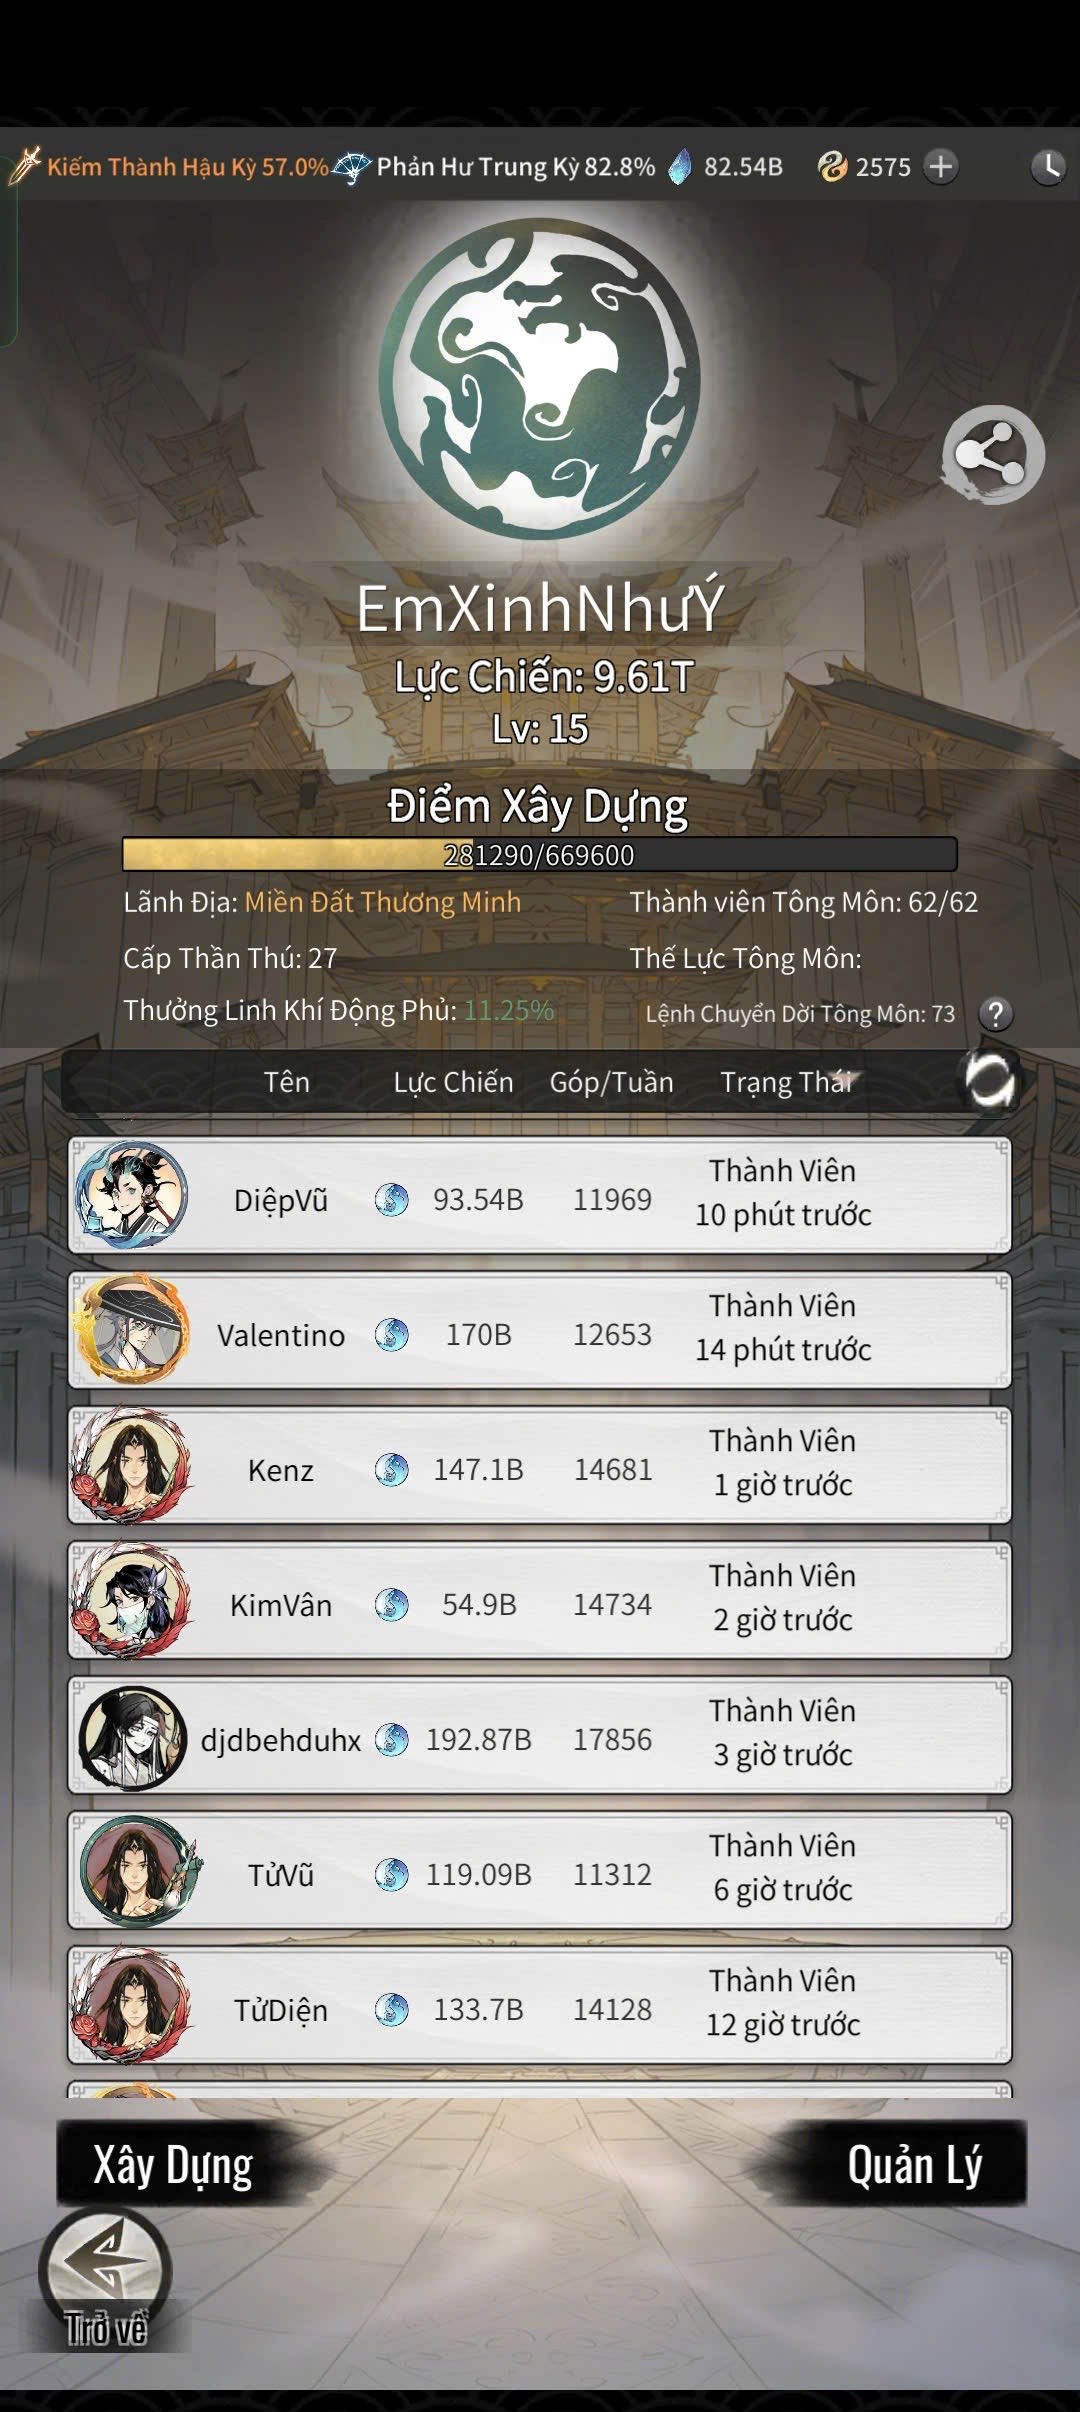 Kiếm Thành Hậu Kỳ 57.0% Phản Hư Trung Kỳ 82.8% 82.54B 2575
EmXinhNhưÝ
Lực Chiến: 9.61T
Lv: 15
Điểm Xây Dựng
281290/669600
Lãnh Địa: Miền Đất Thương Minh Thành viên Tông Môn: 62/62
Cấp Thần Thú: 27 Thế Lực Tông Môn:
Thưởng Linh Khí Động Phủ: 11.25% Lệnh Chuyển Dời Tông Môn: 73 ?
Tên Lực Chiến Góp/Tuần Trạng Thái
DiệpVũ 93.54B 11969 Thành Viên
10 phút trước
Valentino 170B 12653 Thành Viên
14 phút trước
Kenz 147.1B 14681 Thành Viên
1 giờ trước
KimVân 54.9B 14734 Thành Viên
2 giờ trước
djdbehduhx 192.87B 17856 Thành Viên
3 giờ trước
TửVũ 119.09B 11312 Thành Viên
6 giờ trước
TửDiện 133.7B 14128 Thành Viên
12 giờ trước
Xây Dựng Quản Lý
Trở về